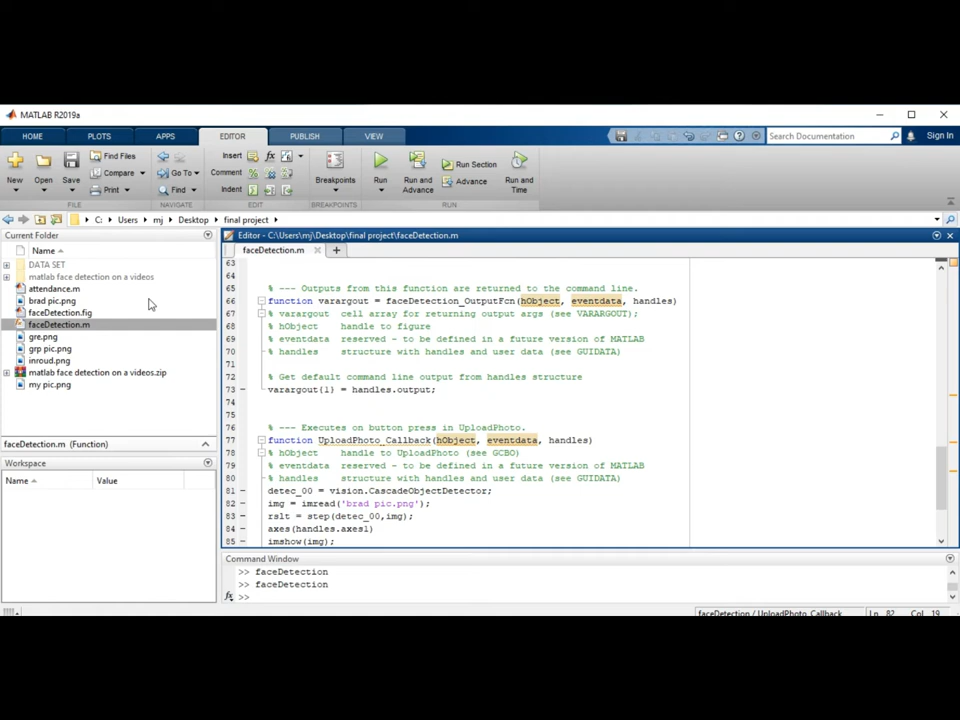 MATLAB R2019a
HOME PLOTS APPS EDITOR PUBLISH VIEW Search Documentation Sign In
New Open Save Find Files Compare Print Go To Find Insert Comment Indent Breakpoints Run Run and Advance Run Section Advance Run and Time
FILE NAVIGATE EDIT BREAKPOINTS RUN
C: Users mj Desktop final project
Current Folder
Name
DATA SET
matlab face detection on a videos
attendance.m
brad pic.png
faceDetection.fig
faceDetection.m
gre.png
grp pic.png
inroud.png
matlab face detection on a videos.zip
my pic.png
faceDetection.m (Function)
Workspace
Name Value
Editor - C:\Users\mj\Desktop\final project\faceDetection.m
faceDetection.m
63
64
65 % --- Outputs from this function are returned to the command line.
66 function varargout = faceDetection_OutputFcn(hObject, eventdata, handles)
67 % varargout cell array for returning output args (see VARARGOUT);
68 % hObject handle to figure
69 % eventdata reserved - to be defined in a future version of MATLAB
70 % handles structure with handles and user data (see GUIDATA)
71
72 % Get default command line output from handles structure
73 varargout{1} = handles.output;
74
75
76 % --- Executes on button press in UploadPhoto.
77 function UploadPhoto_Callback(hObject, eventdata, handles)
78 % hObject handle to UploadPhoto (see GCBO)
79 % eventdata reserved - to be defined in a future version of MATLAB
80 % handles structure with handles and user data (see GUIDATA)
81 detec_00 = vision.CascadeObjectDetector;
82 img = imread('brad pic.png');
83 rslt = step(detec_00,img);
84 axes(handles.axes1)
85 imshow(img);
Command Window
>> faceDetection
>> faceDetection
fx >>
faceDetection / UploadPhoto_Callback Ln 82 Col 19